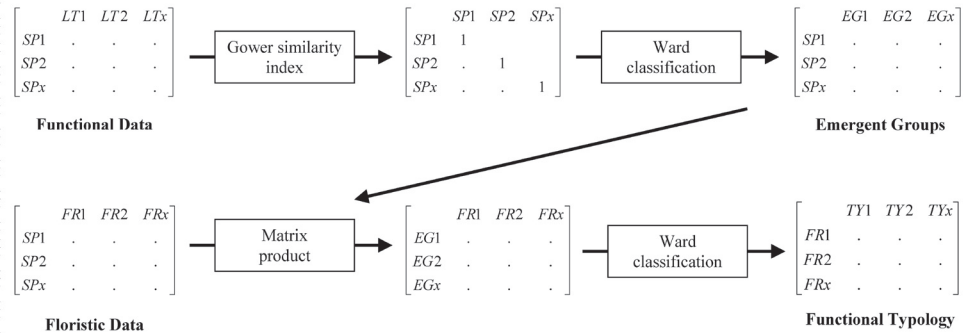 LT1 LT2 LTx
SP1 . . .
SP2 . . .
SPx . . .
Functional Data
Gower similarity
index
SP1 SP2 SPx
SP1 1
SP2 . 1
SPx . . 1
Ward
classification
EG1 EG2 EGx
SP1 . . .
SP2 . . .
SPx . . .
Emergent Groups
FR1 FR2 FRx
SP1 . . .
SP2 . . .
SPx . . .
Floristic Data
Matrix
product
FR1 FR2 FRx
EG1 . . .
EG2 . . .
EGx . . .
Ward
classification
TY1 TY2 TYx
FR1 . . .
FR2 . . .
FRx . . .
Functional Typology